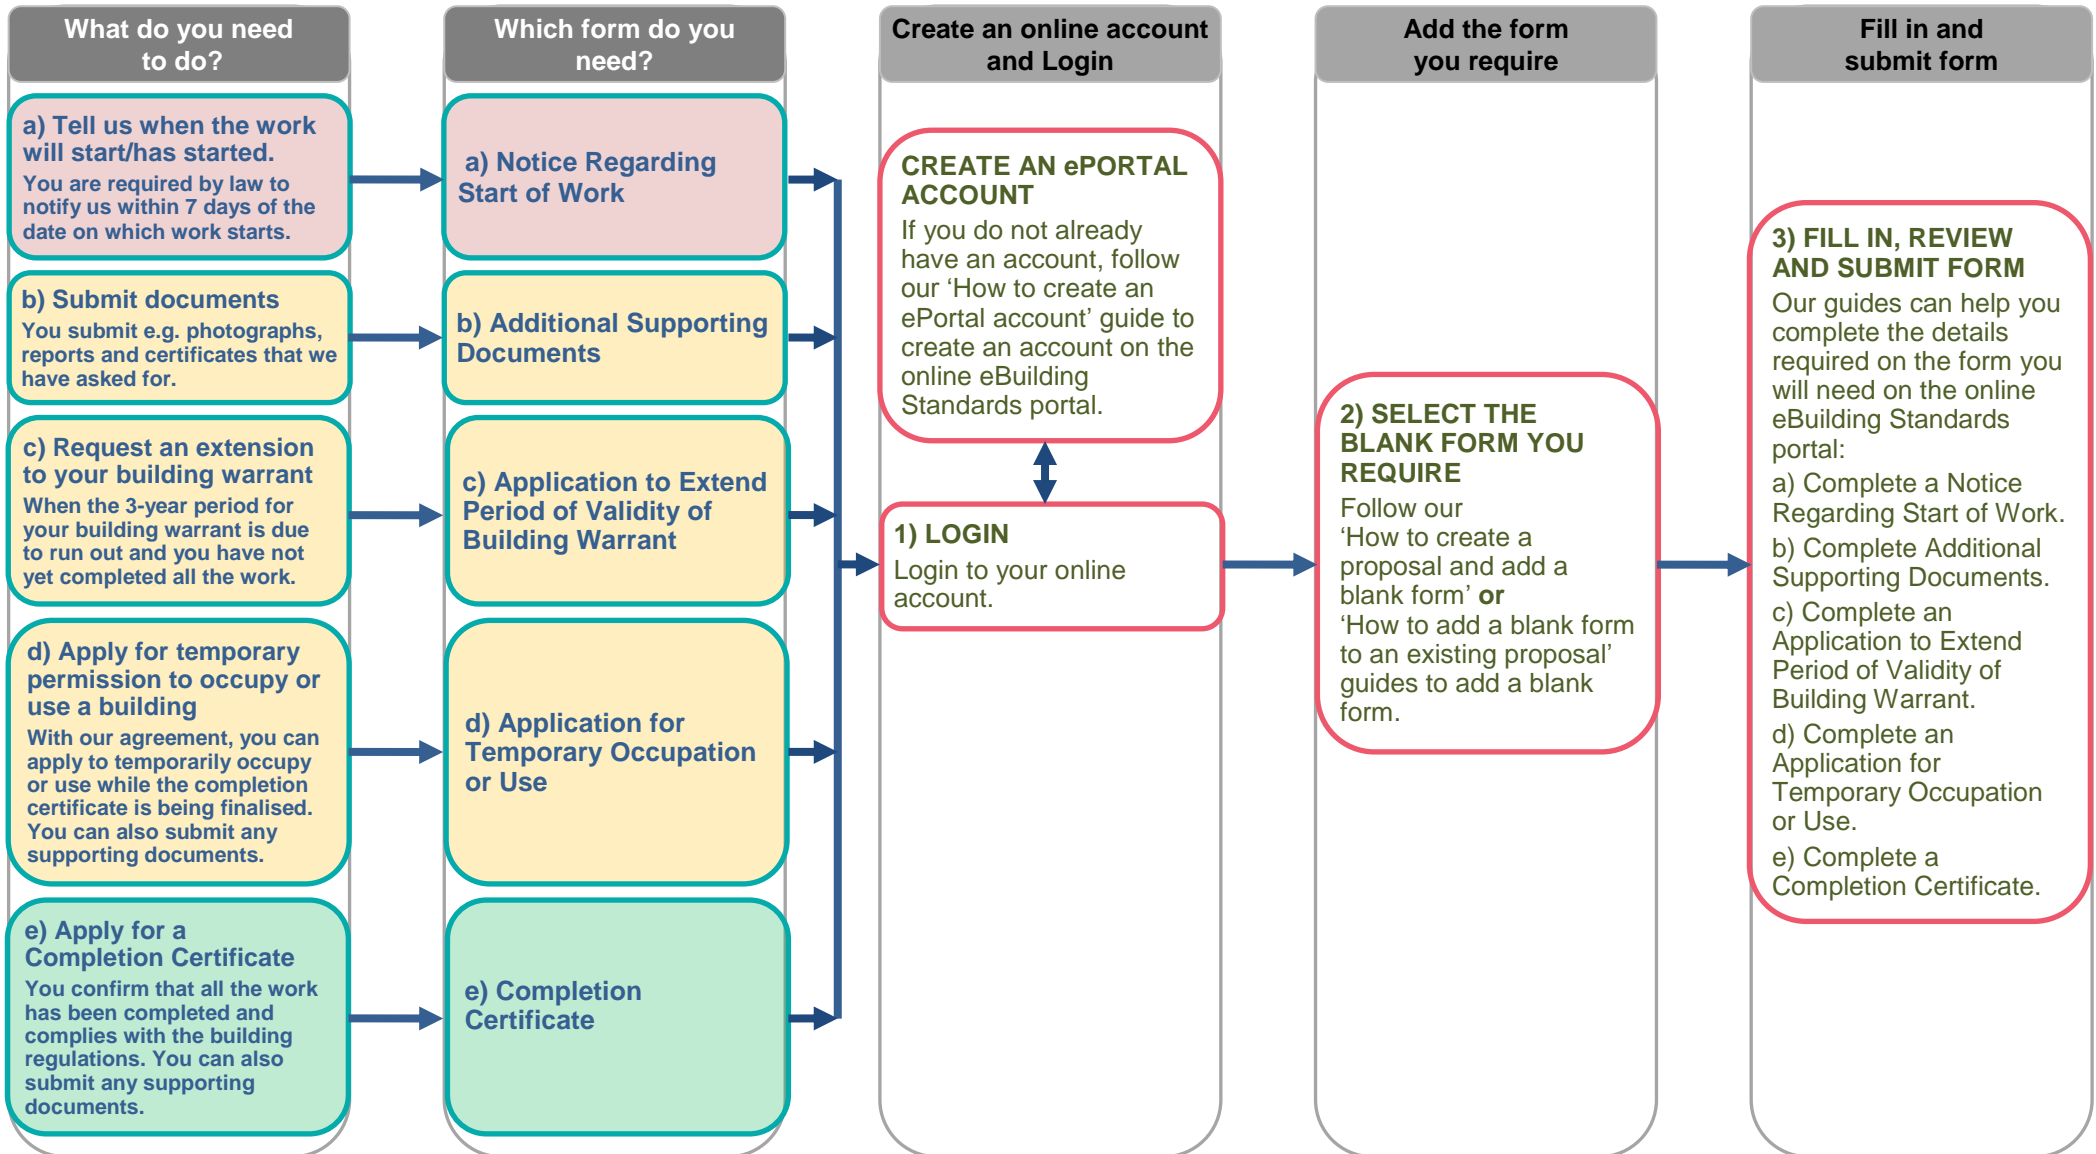 What do you need
to do?
a) Tell us when the work
will start/has started.
You are required by law to
notify us within 7 days of the
date on which work starts.
b) Submit documents
You submit e.g. photographs,
reports and certificates that we
have asked for.
c) Request an extension
to your building warrant
When the 3-year period for
your building warrant is due
to run out and you have not
yet completed all the work.
d) Apply for temporary
permission to occupy or
use a building
With our agreement, you can
apply to temporarily occupy
or use while the completion
certificate is being finalised.
You can also submit any
supporting documents.
e) Apply for a
Completion Certificate
You confirm that all the work
has been completed and
complies with the building
regulations. You can also
submit any supporting
documents.
Which form do you
need?
a) Notice Regarding
Start of Work
b) Additional Supporting
Documents
c) Application to Extend
Period of Validity of
Building Warrant
d) Application for
Temporary Occupation
or Use
e) Completion
Certificate
Create an online account
and Login
CREATE AN ePORTAL
ACCOUNT
If you do not already
have an account, follow
our ‘How to create an
ePortal account’ guide to
create an account on the
online eBuilding
Standards portal.
1) LOGIN
Login to your online
account.
Add the form
you require
2) SELECT THE
BLANK FORM YOU
REQUIRE
Follow our
‘How to create a
proposal and add a
blank form’ or
‘How to add a blank form
to an existing proposal’
guides to add a blank
form.
Fill in and
submit form
3) FILL IN, REVIEW
AND SUBMIT FORM
Our guides can help you
complete the details
required on the form you
will need on the online
eBuilding Standards
portal:
a) Complete a Notice
Regarding Start of Work.
b) Complete Additional
Supporting Documents.
c) Complete an
Application to Extend
Period of Validity of
Building Warrant.
d) Complete an
Application for
Temporary Occupation
or Use.
e) Complete a
Completion Certificate.